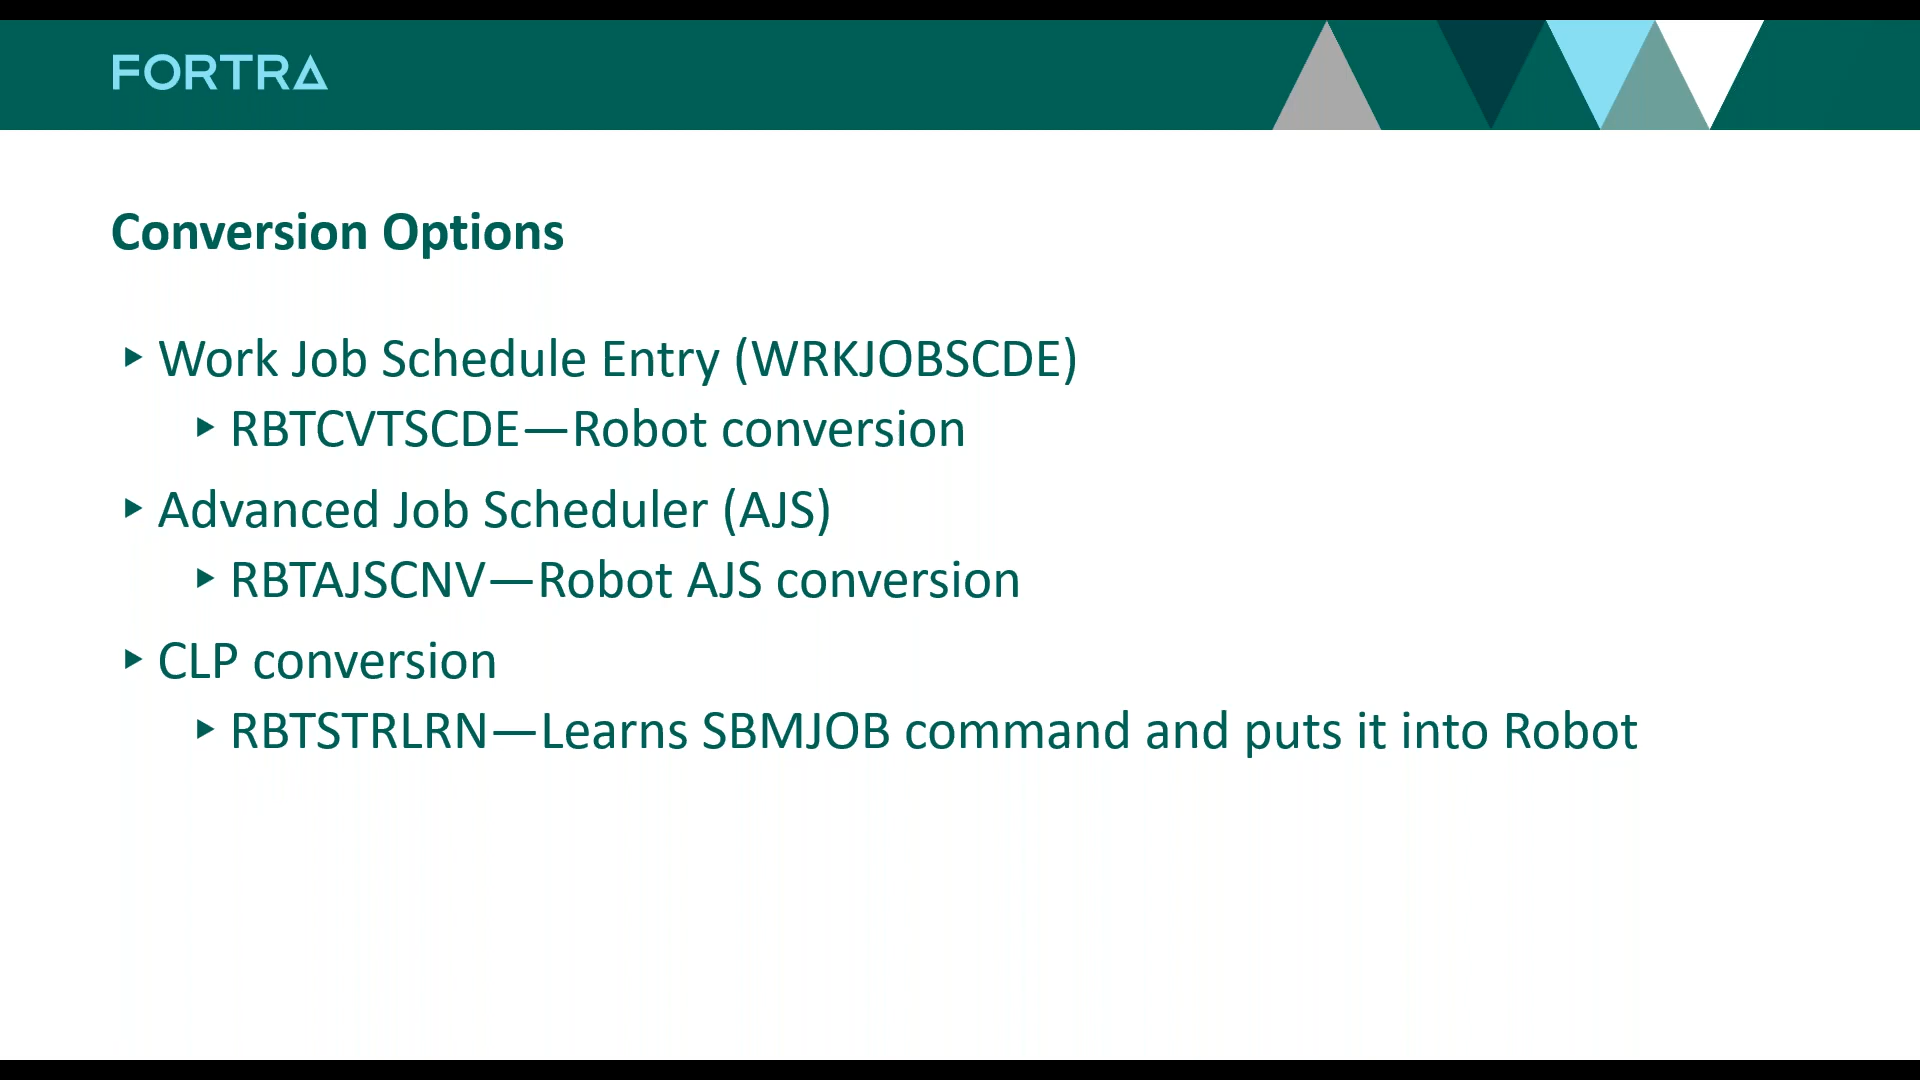 FORTRA
Conversion Options
Work Job Schedule Entry (WRKJOBSCDE)
RBTCVTSCDE—Robot conversion
Advanced Job Scheduler (AJS)
RBTAJSCNV—Robot AJS conversion
CLP conversion
RBTSTRLRN—Learns SBMJOB command and puts it into Robot